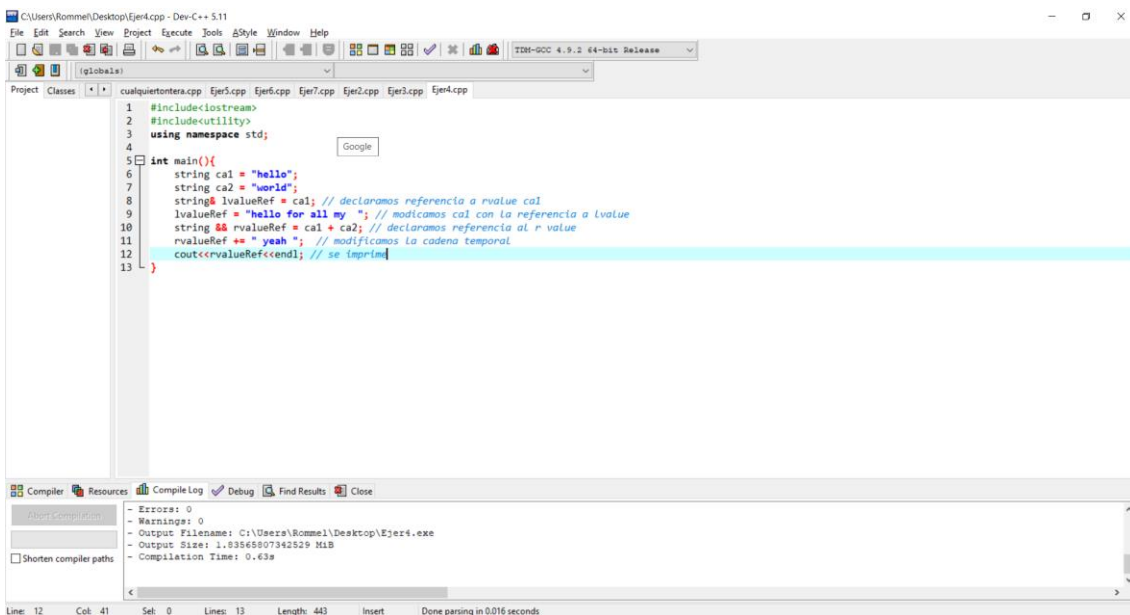 C:\Users\Rommel\Desktop\Ejer4.cpp - Dev-C++ 5.11
File Edit Search View Project Execute Tools AStyle Window Help
TDM-GCC 4.9.2 64-bit Release
(globals)
Project Classes cualquiertontera.cpp Ejer5.cpp Ejer6.cpp Ejer7.cpp Ejer2.cpp Ejer3.cpp Ejer4.cpp
1 #include<iostream>
2 #include<utility>
3 using namespace std;
4
Google
5 int main(){
6 string ca1 = "hello";
7 string ca2 = "world";
8 string& lvalueRef = ca1; // declaramos referencia a rvalue ca1
9 lvalueRef = "hello for all my  "; // modicamos ca1 con la referencia a lvalue
10 string && rvalueRef = ca1 + ca2; // declaramos referencia al r value
11 rvalueRef += " yeah ";  // modificamos la cadena temporal
12 cout<<rvalueRef<<endl; // se imprime
13 }
Compiler Resources Compile Log Debug Find Results Close
Abort Compilation
Shorten compiler paths
- Errors: 0
- Warnings: 0
- Output Filename: C:\Users\Rommel\Desktop\Ejer4.exe
- Output Size: 1.83565807342529 MiB
- Compilation Time: 0.63s
Line: 12 Col: 41 Sel: 0 Lines: 13 Length: 443 Insert Done parsing in 0.016 seconds